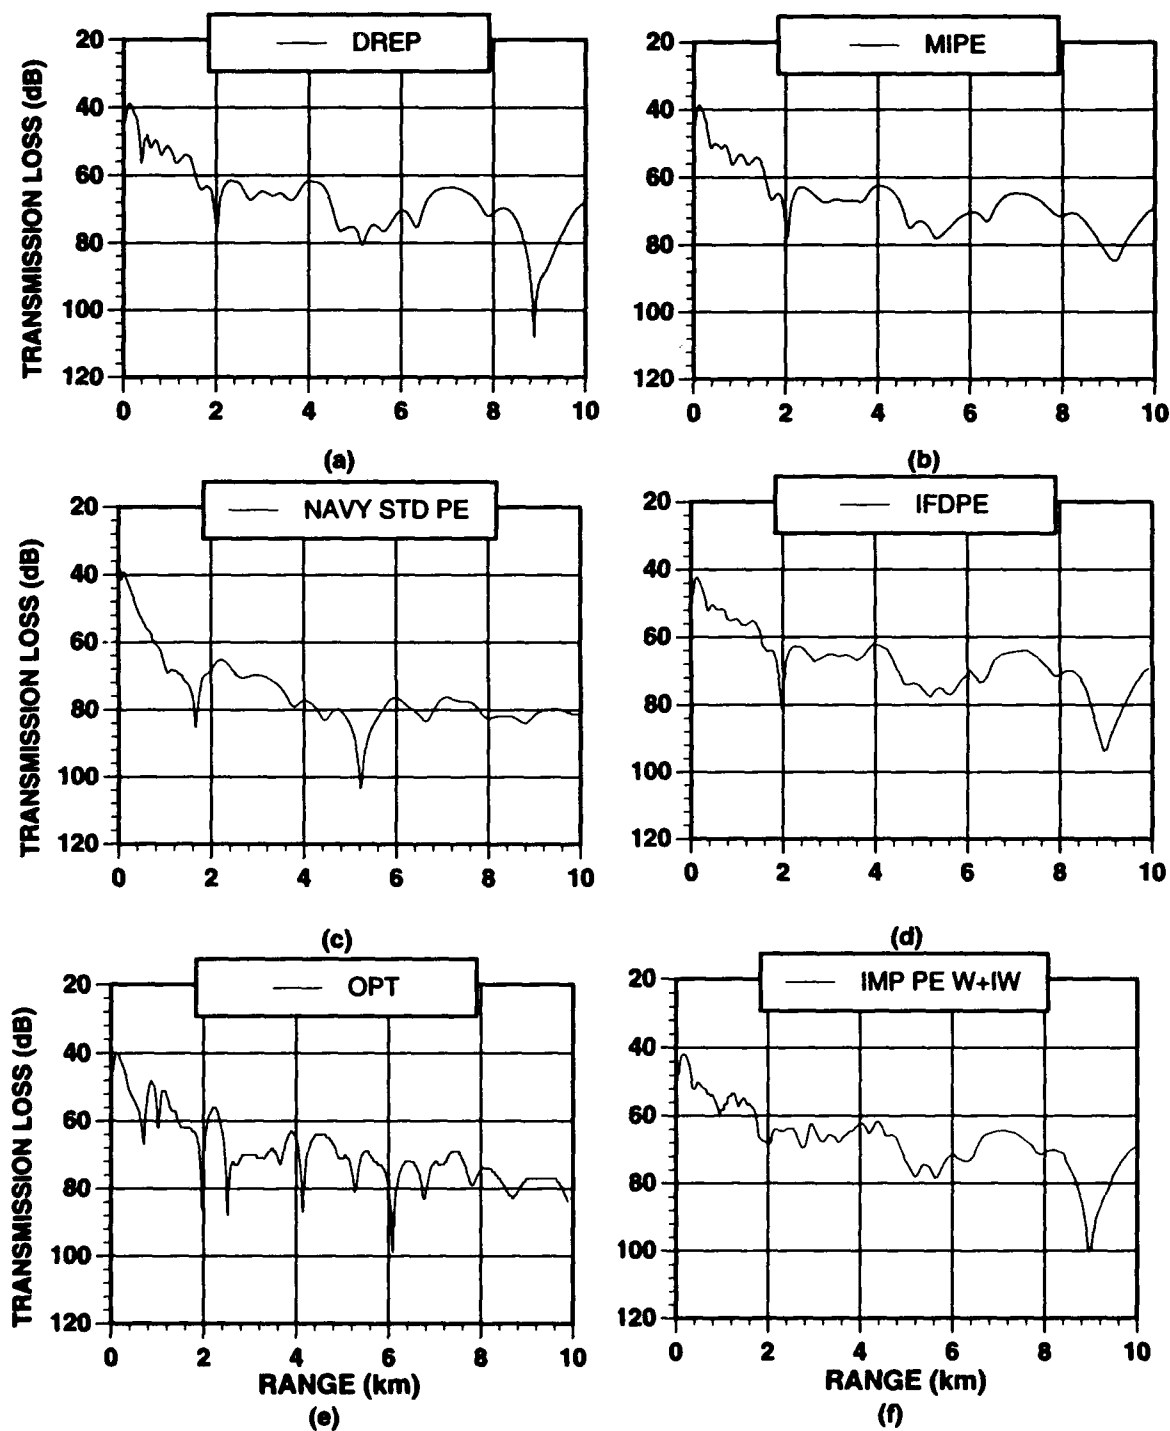 DREP
TRANSMISSION LOSS (dB)
20
40
60
80
100
120
0 2 4 6 8 10
(a)
MIPE
20
40
60
80
100
120
0 2 4 6 8 10
(b)
NAVY STD PE
TRANSMISSION LOSS (dB)
20
40
60
80
100
120
0 2 4 6 8 10
(c)
IFDPE
20
40
60
80
100
120
0 2 4 6 8 10
(d)
OPT
TRANSMISSION LOSS (dB)
20
40
60
80
100
120
0 2 4 6 8 10
RANGE (km)
(e)
IMP PE W+IW
20
40
60
80
100
120
0 2 4 6 8 10
RANGE (km)
(f)